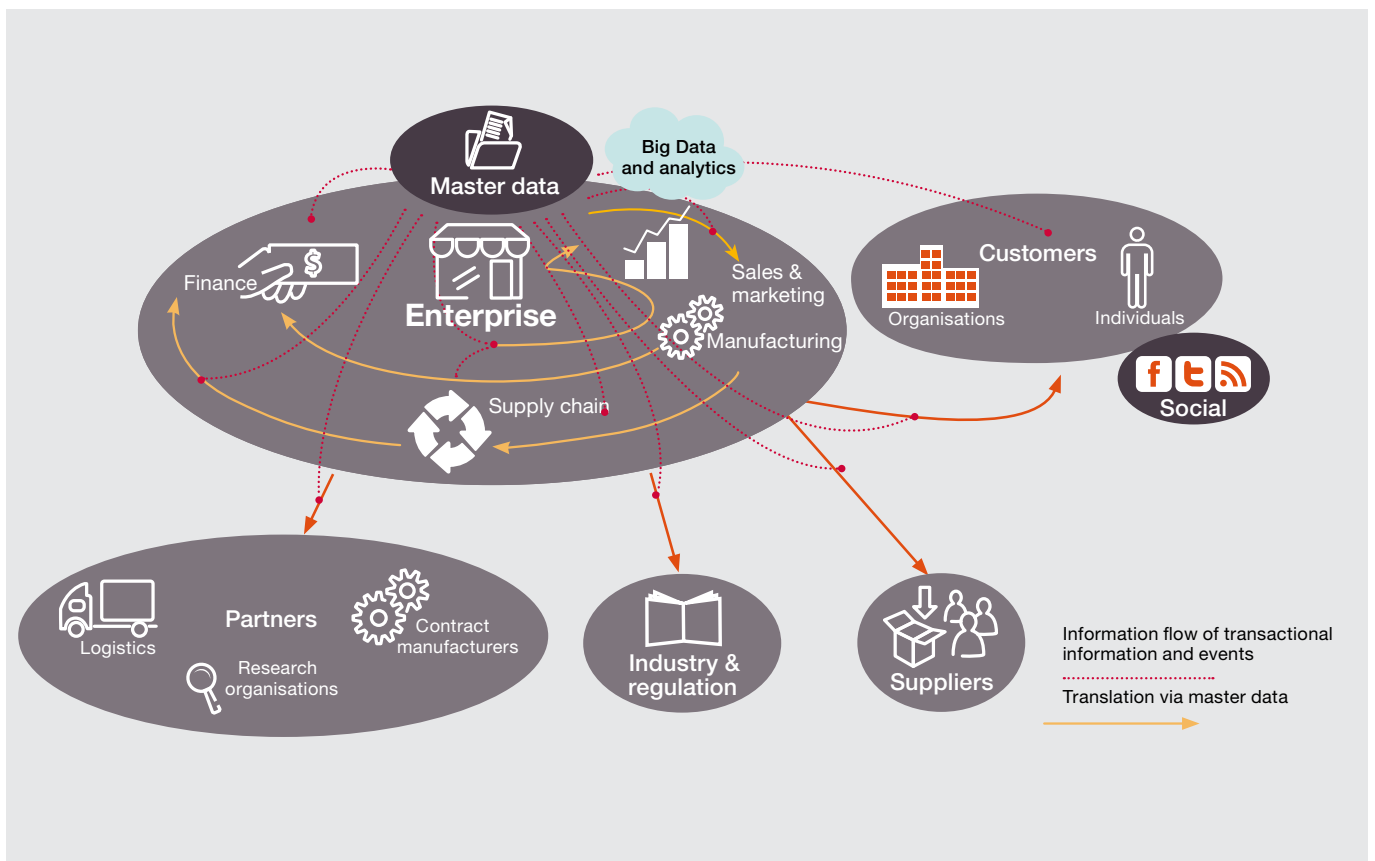 Master data
Big Data
and analytics
$
Finance
Enterprise
Sales &
marketing
Manufacturing
Supply chain
Customers
Organisations
Individuals
f t
Social
Partners
Logistics
Contract
manufacturers
Research
organisations
Industry &
regulation
Suppliers
Information flow of transactional
information and events
Translation via master data